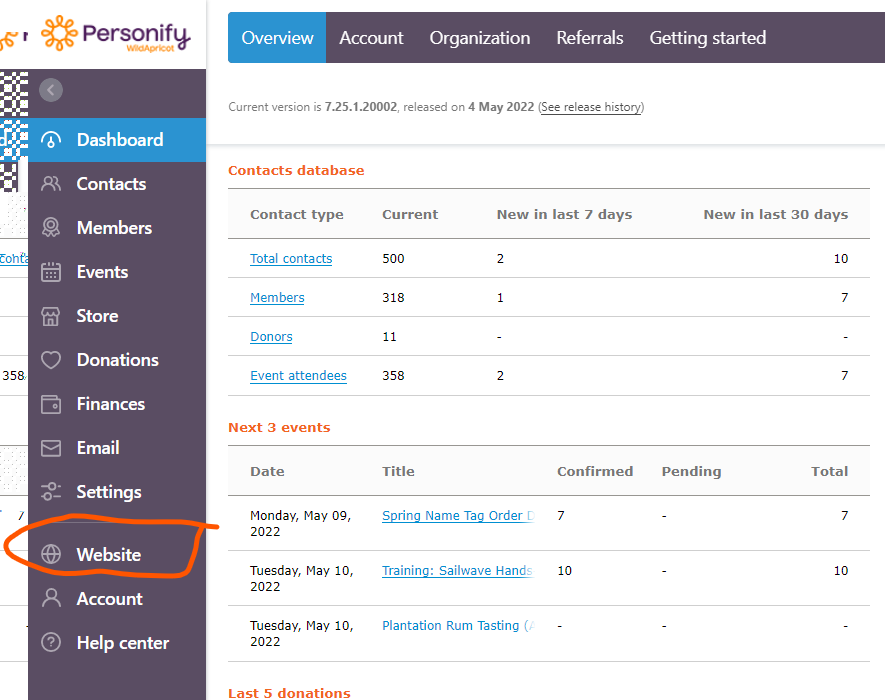 Personify
WildApricot
Overview Account Organization Referrals Getting started
Current version is 7.25.1.20002, released on 4 May 2022 (See release history)
Dashboard
Contacts
Members
Events
Store
Donations
Finances
Email
Settings
Website
Account
Help center
Contacts database
Contact type Current New in last 7 days New in last 30 days
Total contacts 500 2 10
Members 318 1 7
Donors 11 - -
Event attendees 358 2 7
Next 3 events
Date Title Confirmed Pending Total
Monday, May 09, 2022 Spring Name Tag Order 7 - 7
Tuesday, May 10, 2022 Training: Sailwave Hands 10 - 10
Tuesday, May 10, 2022 Plantation Rum Tasting (A - - -
Last 5 donations
358
7